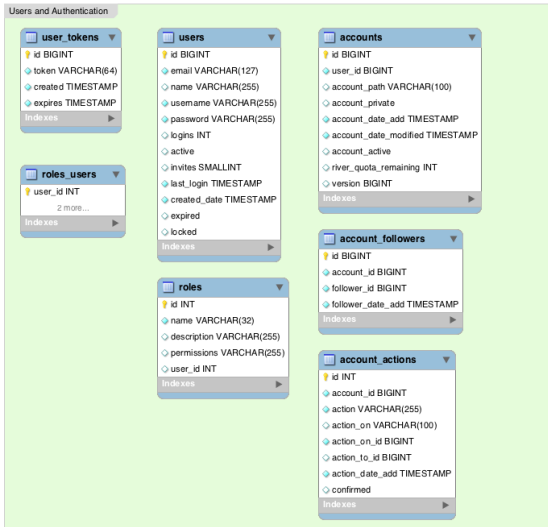 Users and Authentication
user_tokens
id BIGINT
token VARCHAR(64)
created TIMESTAMP
expires TIMESTAMP
Indexes
roles_users
user_id INT
2 more...
Indexes
users
id BIGINT
email VARCHAR(127)
name VARCHAR(255)
username VARCHAR(255)
password VARCHAR(255)
logins INT
active
invites SMALLINT
last_login TIMESTAMP
created_date TIMESTAMP
expired
locked
Indexes
roles
id INT
name VARCHAR(32)
description VARCHAR(255)
permissions VARCHAR(255)
user_id INT
Indexes
accounts
id BIGINT
user_id BIGINT
account_path VARCHAR(100)
account_private
account_date_add TIMESTAMP
account_date_modified TIMESTAMP
account_active
river_quota_remaining INT
version BIGINT
Indexes
account_followers
id BIGINT
account_id BIGINT
follower_id BIGINT
follower_date_add TIMESTAMP
Indexes
account_actions
id INT
account_id BIGINT
action VARCHAR(255)
action_on VARCHAR(100)
action_on_id BIGINT
action_to_id BIGINT
action_date_add TIMESTAMP
confirmed
Indexes